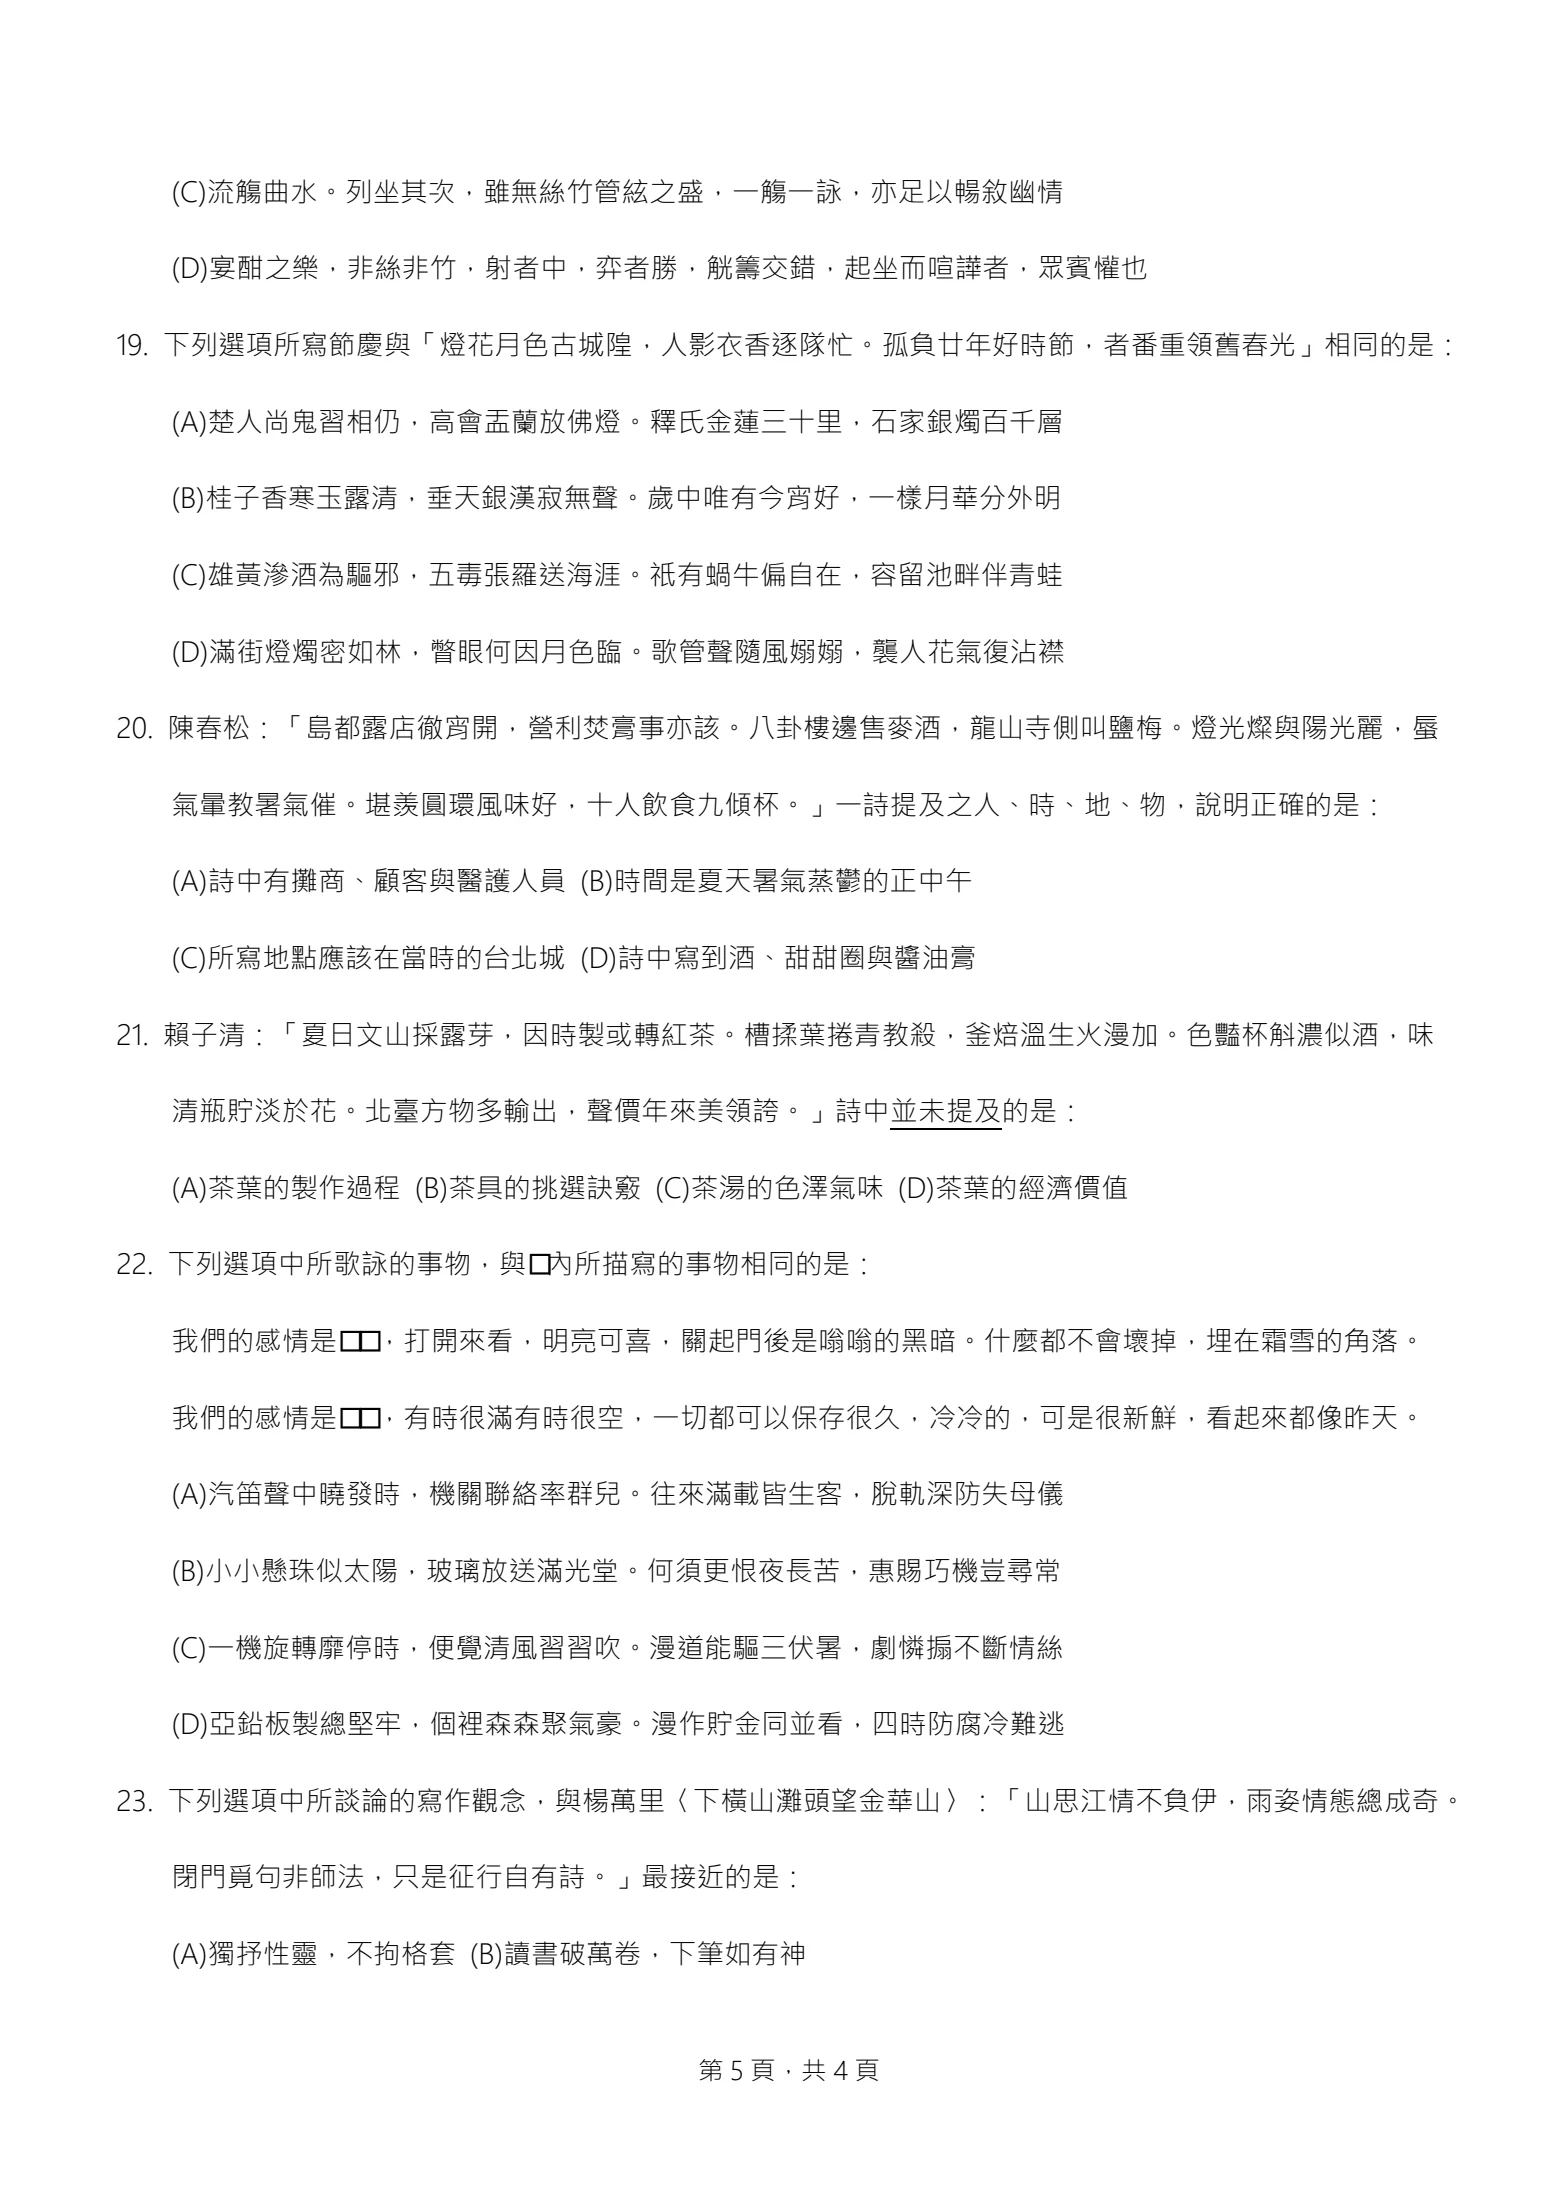 (C)流觴曲水。列坐其次，雖無絲竹管絃之盛，一觴一詠，亦足以暢敘幽情
(D)宴酣之樂，非絲非竹，射者中，弈者勝，觥籌交錯，起坐而喧譁者，眾賓懽也
19. 下列選項所寫節慶與「燈花月色古城隍，人影衣香逐隊忙。孤負廿年好時節，者番重領舊春光」相同的是：
(A)楚人尚鬼習相仍，高會盂蘭放佛燈。釋氏金蓮三十里，石家銀燭百千層
(B)桂子香寒玉露清，垂天銀漢寂無聲。歲中唯有今宵好，一樣月華分外明
(C)雄黃滲酒為驅邪，五毒張羅送海涯。祇有蝸牛偏自在，容留池畔伴青蛙
(D)滿街燈燭密如林，瞥眼何因月色臨。歌管聲隨風嫋嫋，襲人花氣復沾襟
20. 陳春松：「島都露店徹宵開，營利焚膏事亦該。八卦樓邊售麥酒，龍山寺側叫鹽梅。燈光燦與陽光麗，蜃
氣暈教暑氣催。堪羨圓環風味好，十人飲食九傾杯。」一詩提及之人、時、地、物，說明正確的是：
(A)詩中有攤商、顧客與醫護人員 (B)時間是夏天暑氣蒸鬱的正中午
(C)所寫地點應該在當時的台北城 (D)詩中寫到酒、甜甜圈與醬油膏
21. 賴子清：「夏日文山採露芽，因時製或轉紅茶。槽揉葉捲青教殺，釜焙溫生火漫加。色豔杯斛濃似酒，味
清瓶貯淡於花。北臺方物多輸出，聲價年來美領誇。」詩中並未提及的是：
(A)茶葉的製作過程 (B)茶具的挑選訣竅 (C)茶湯的色澤氣味 (D)茶葉的經濟價值
22. 下列選項中所歌詠的事物，與□內所描寫的事物相同的是：
我們的感情是□□，打開來看，明亮可喜，關起門後是嗡嗡的黑暗。什麼都不會壞掉，埋在霜雪的角落。
我們的感情是□□，有時很滿有時很空，一切都可以保存很久，冷冷的，可是很新鮮，看起來都像昨天。
(A)汽笛聲中曉發時，機關聯絡率群兒。往來滿載皆生客，脫軌深防失母儀
(B)小小懸珠似太陽，玻璃放送滿光堂。何須更恨夜長苦，惠賜巧機豈尋常
(C)一機旋轉靡停時，便覺清風習習吹。漫道能驅三伏暑，劇憐搧不斷情絲
(D)亞鉛板製總堅牢，個裡森森聚氣豪。漫作貯金同並看，四時防腐冷難逃
23. 下列選項中所談論的寫作觀念，與楊萬里〈下橫山灘頭望金華山〉：「山思江情不負伊，雨姿情態總成奇。
閉門覓句非師法，只是征行自有詩。」最接近的是：
(A)獨抒性靈，不拘格套 (B)讀書破萬卷，下筆如有神
第 5 頁，共 4 頁